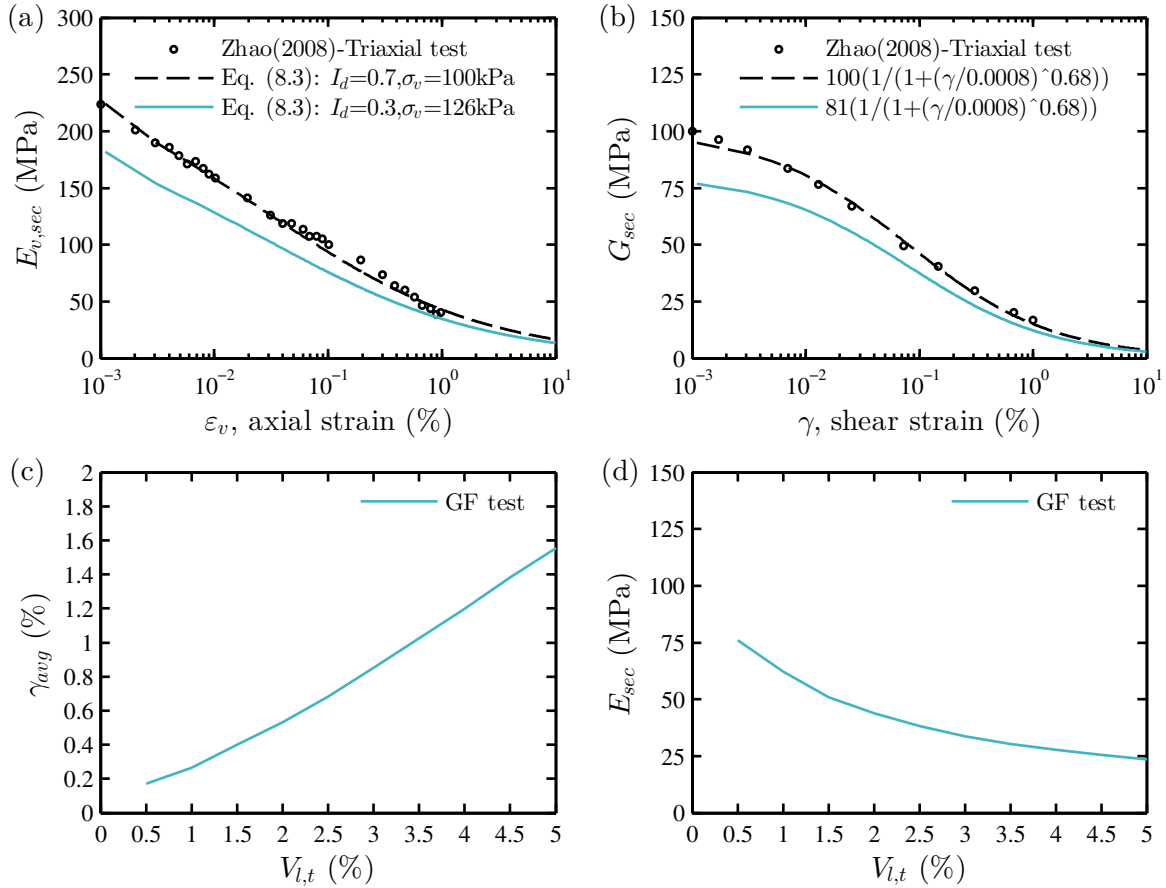 (a)
300
250
200
150
100
50
0
E_{v,sec} (MPa)
Zhao(2008)-Triaxial test
Eq. (8.3): I_d=0.7,σ_v=100kPa
Eq. (8.3): I_d=0.3,σ_v=126kPa
10^{−3} 10^{−2} 10^{−1} 10^{0} 10^{1}
ε_v, axial strain (%)
(b)
150
125
100
75
50
25
0
G_{sec} (MPa)
Zhao(2008)-Triaxial test
100(1/(1+(γ/0.0008)^0.68))
81(1/(1+(γ/0.0008)^0.68))
10^{−3} 10^{−2} 10^{−1} 10^{0} 10^{1}
γ, shear strain (%)
(c)
2
1.8
1.6
1.4
1.2
1
0.8
0.6
0.4
0.2
0
γ_{avg} (%)
GF test
0 0.5 1 1.5 2 2.5 3 3.5 4 4.5 5
V_{l,t} (%)
(d)
150
125
100
75
50
25
0
E_{sec} (MPa)
GF test
0 0.5 1 1.5 2 2.5 3 3.5 4 4.5 5
V_{l,t} (%)